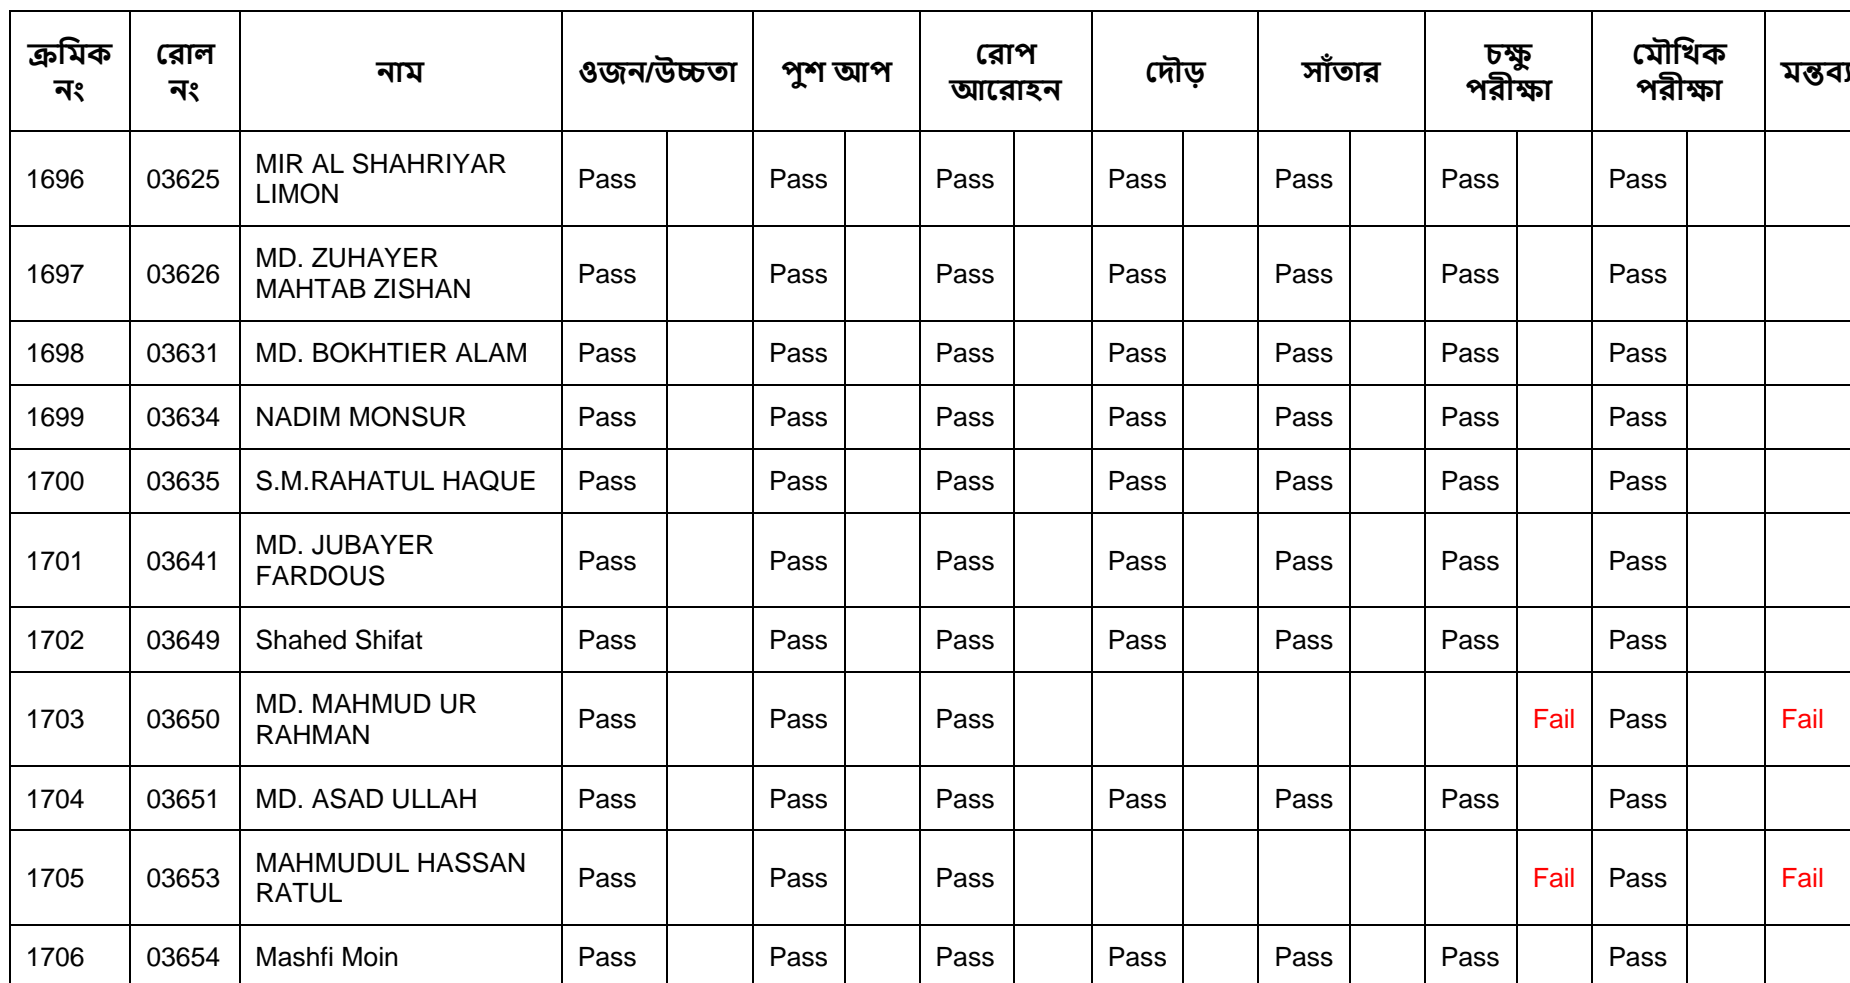 ক্রমিক নং রোল নং নাম ওজন/উচ্চতা পুশ আপ রোপ আরোহন দৌড় সাঁতার চক্ষু পরীক্ষা মৌখিক পরীক্ষা মন্তব্য
1696 03625 MIR AL SHAHRIYAR LIMON Pass Pass Pass Pass Pass Pass Pass
1697 03626 MD. ZUHAYER MAHTAB ZISHAN Pass Pass Pass Pass Pass Pass Pass
1698 03631 MD. BOKHTIER ALAM Pass Pass Pass Pass Pass Pass Pass
1699 03634 NADIM MONSUR Pass Pass Pass Pass Pass Pass Pass
1700 03635 S.M.RAHATUL HAQUE Pass Pass Pass Pass Pass Pass Pass
1701 03641 MD. JUBAYER FARDOUS Pass Pass Pass Pass Pass Pass Pass
1702 03649 Shahed Shifat Pass Pass Pass Pass Pass Pass Pass
1703 03650 MD. MAHMUD UR RAHMAN Pass Pass Pass Fail Pass Fail
1704 03651 MD. ASAD ULLAH Pass Pass Pass Pass Pass Pass Pass
1705 03653 MAHMUDUL HASSAN RATUL Pass Pass Pass Fail Pass Fail
1706 03654 Mashfi Moin Pass Pass Pass Pass Pass Pass Pass